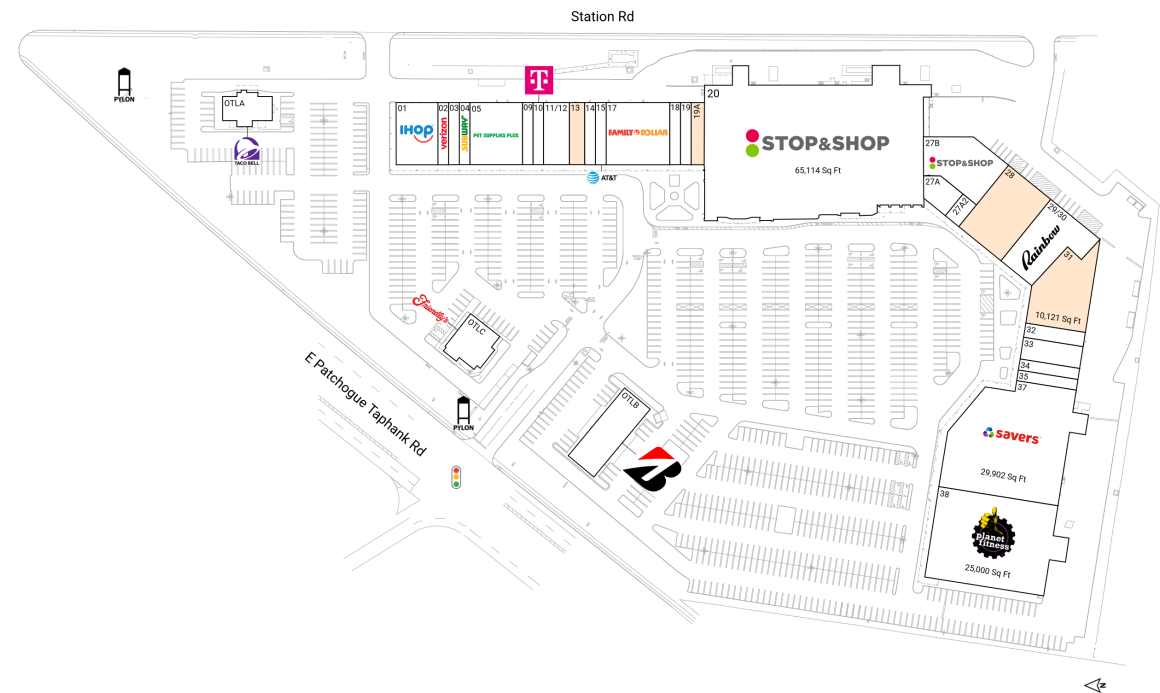 Station Rd
PYLON
OTLA
TACO BELL
T
01
02
03
04
05
09
10
11/12
13
14
15
17
18
19
19A
IHOP
verizon
SUBWAY
PET SUPPLIES PLUS
FAMILY DOLLAR
AT&T
20
STOP&SHOP
65,114 Sq Ft
27B
STOP&SHOP
27A
27A2
28
29/30
Rainbow
31
10,121 Sq Ft
32
33
34
35
37
savers
29,902 Sq Ft
38
planet
fitness
25,000 Sq Ft
Friendly's
OTLC
PYLON
OTLB
B
E Patchogue Taphank Rd
N